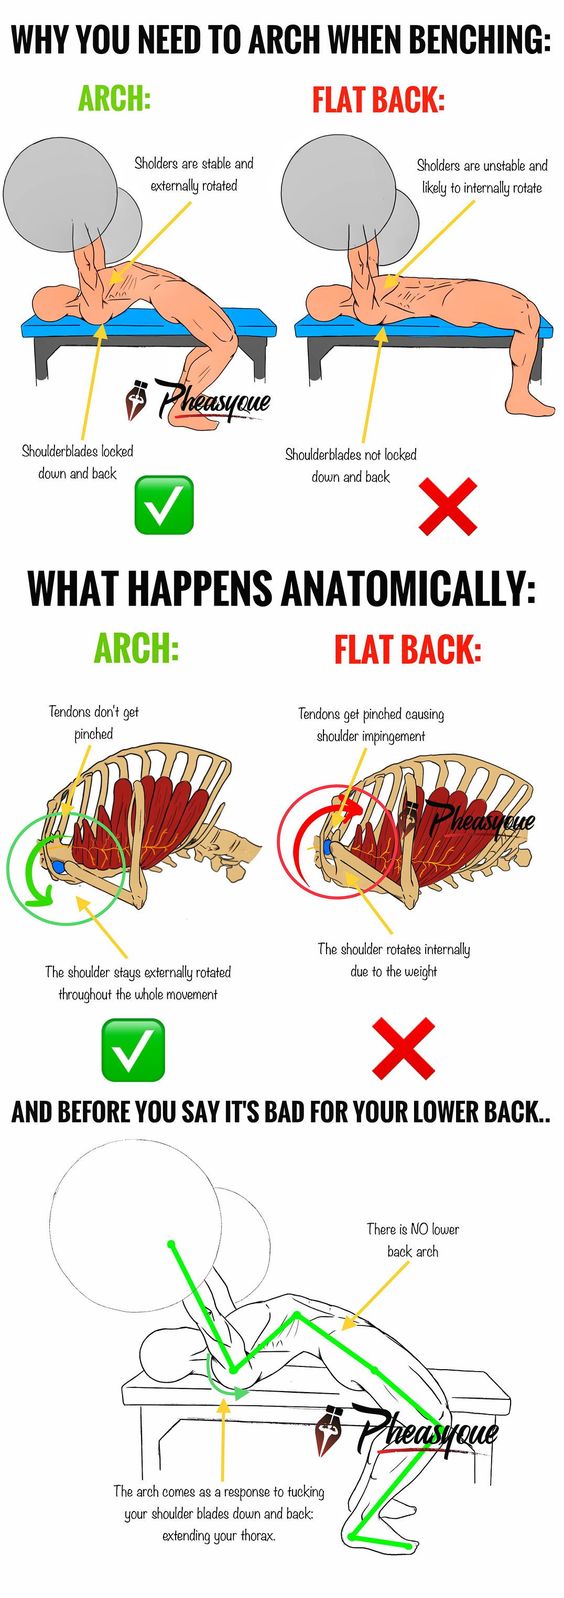 WHY YOU NEED TO ARCH WHEN BENCHING:
ARCH:
FLAT BACK:
Sholders are stable and
externally rotated
Sholders are unstable and
likely to internally rotate
Pheasyque
Shoulderblades locked
down and back
Shoulderblades not locked
down and back
WHAT HAPPENS ANATOMICALLY:
ARCH:
FLAT BACK:
Tendons don't get
pinched
Tendons get pinched causing
shoulder impingement
Pheasyque
The shoulder stays externally rotated
throughout the whole movement
The shoulder rotates internally
due to the weight
AND BEFORE YOU SAY IT'S BAD FOR YOUR LOWER BACK..
There is NO lower
back arch
Pheasyque
The arch comes as a response to tucking
your shoulder blades down and back:
extending your thorax.